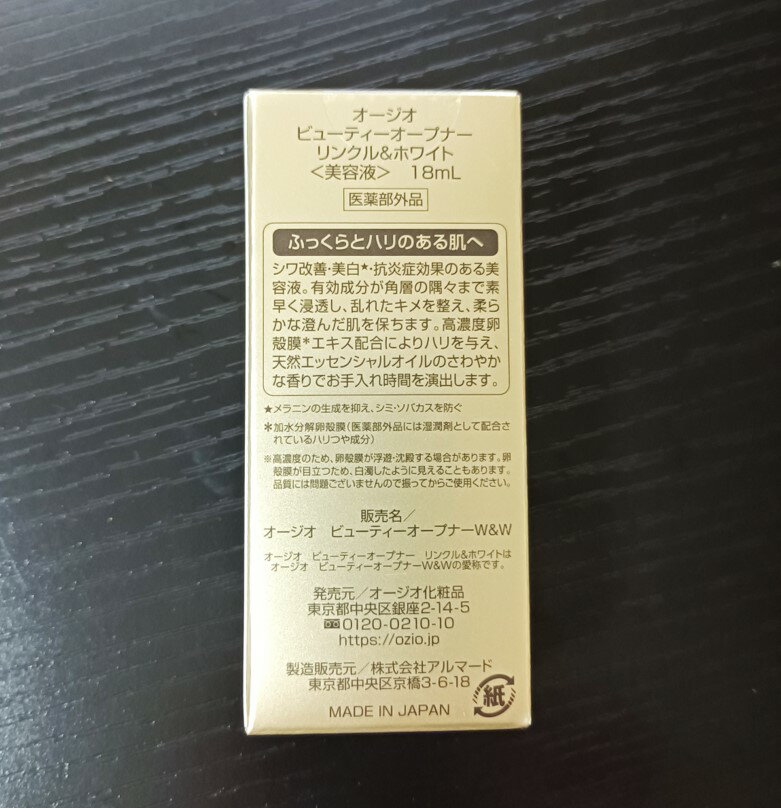 オージオ
ビューティーオープナー
リンクル&ホワイト
<美容液> 18mL
医薬部外品
ふっくらとハリのある肌へ
シワ改善・美白★・抗炎症効果のある美
容液。有効成分が角層の隅々まで素
早く浸透し、乱れたキメを整え、柔ら
かな澄んだ肌を保ちます。高濃度卵
殻膜*エキス配合によりハリを与え、
天然エッセンシャルオイルのさわやか
な香りでお手入れ時間を演出します。
★メラニンの生成を抑え、シミ・ソバカスを防ぐ
*加水分解卵殻膜(医薬部外品には湿潤剤として配合さ
れているハリつや成分)
※高濃度のため、卵殻膜が浮遊・沈殿する場合があります。卵
殻膜が目立つため、白濁したように見えることもあります。
品質には問題ございませんので振ってからご使用ください。
販売名/
オージオ ビューティーオープナーW&W
オージオ ビューティーオープナー リンクル&ホワイトは
オージオ ビューティーオープナーW&Wの愛称です。
発売元/オージオ化粧品
東京都中央区銀座2-14-5
0120-0210-10
https://ozio.jp
製造販売元/株式会社アルマード
東京都中央区京橋3-6-18
紙
MADE IN JAPAN